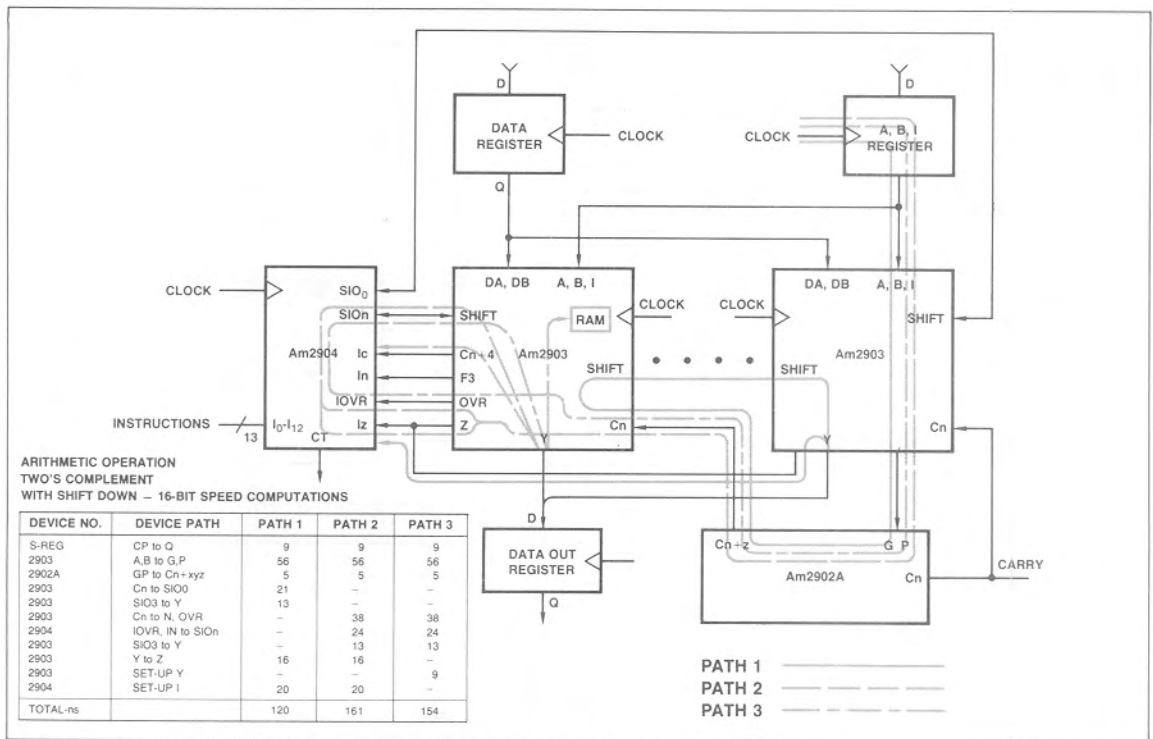 D
D
DATA
REGISTER
CLOCK
CLOCK
A, B, I
REGISTER
Q
DA, DB
A, B, I
DA, DB
A, B, I
CLOCK
SIO0
SIOn
SHIFT
RAM
CLOCK
CLOCK
SHIFT
Am2904
Am2903
Am2903
Ic
Cn+4
SHIFT
SHIFT
In
F3
IOVR
OVR
INSTRUCTIONS
13
I0-I12
Iz
Z
Y
Cn
Y
Cn
CT
ARITHMETIC OPERATION
TWO'S COMPLEMENT
WITH SHIFT DOWN – 16-BIT SPEED COMPUTATIONS
DEVICE NO. DEVICE PATH PATH 1 PATH 2 PATH 3
S-REG CP to Q 9 9 9
2903 A,B to G,P 56 56 56
2902A GP to Cn+xyz 5 5 5
2903 Cn to SIO0 21 – –
2903 SIO3 to Y 13 – –
2903 Cn to N, OVR – 38 38
2904 IOVR, IN to SIOn – 24 24
2903 SIO3 to Y – 13 13
2903 Y to Z 16 16 –
2903 SET-UP Y – – 9
2904 SET-UP I 20 20 –
TOTAL-ns 120 161 154
D
DATA OUT
REGISTER
Q
Cn+z
G P
Am2902A
Cn
CARRY
PATH 1
PATH 2
PATH 3